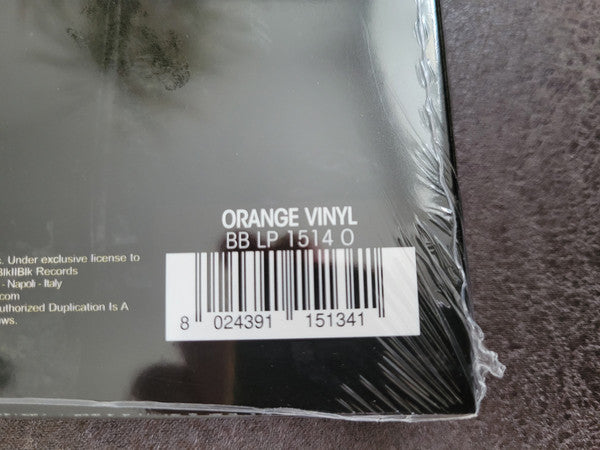 ORANGE VINYL
BB LP 1514 O
c. Under exclusive license to
BlkIIBlk Records
- Napoli - Italy
.com
authorized Duplication Is A
ws.
8 024391 151341